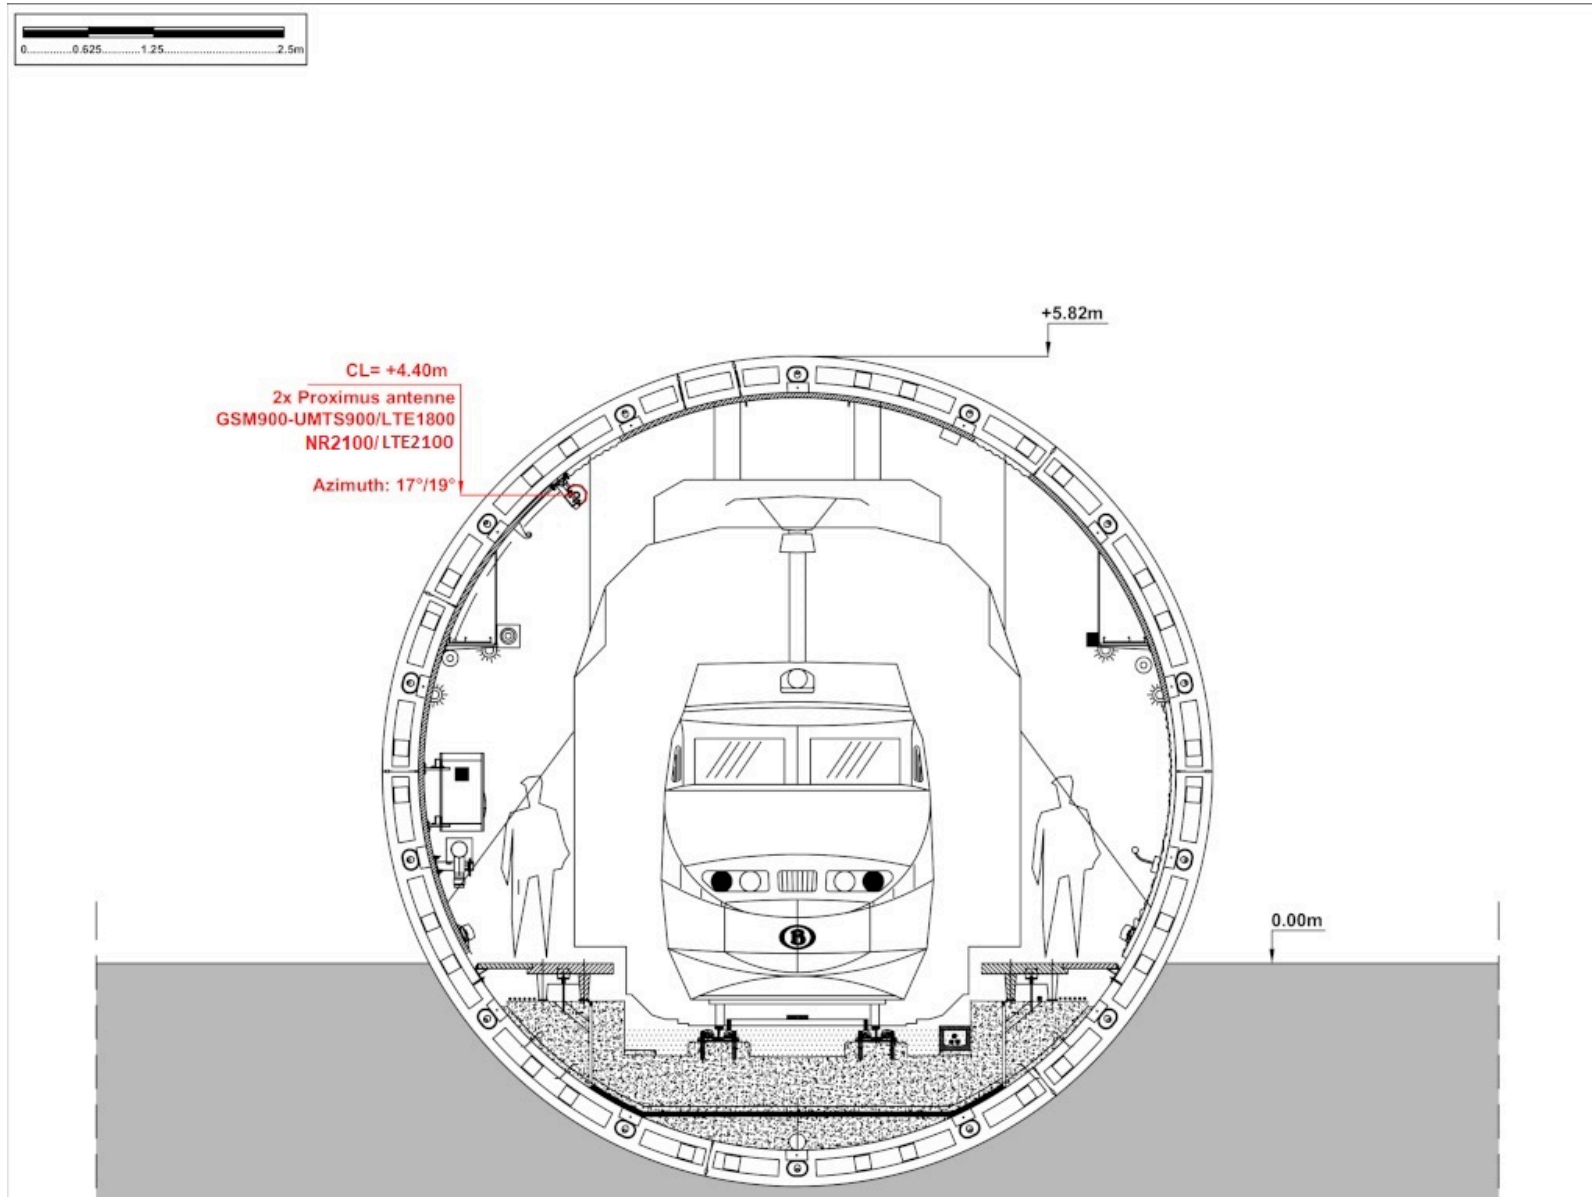 0.............0.625...........1.25................................2.5m
+5.82m
CL= +4.40m
2x Proximus antenne
GSM900-UMTS900/LTE1800
NR2100/ LTE2100
Azimuth: 17°/19°
0.00m
B